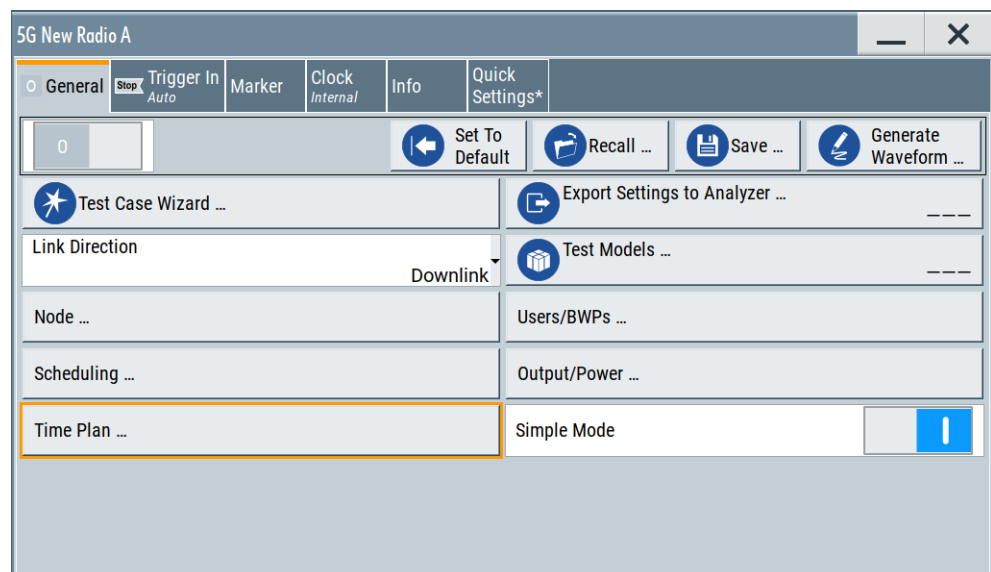 5G New Radio A
General
Stop
Trigger In
Auto
Marker
Clock
Internal
Info
Quick
Settings*
0
Set To
Default
Recall ...
Save ...
Generate
Waveform ...
Test Case Wizard ...
Export Settings to Analyzer ...
___
Link Direction
Downlink
Test Models ...
___
Node ...
Users/BWPs ...
Scheduling ...
Output/Power ...
Time Plan ...
Simple Mode